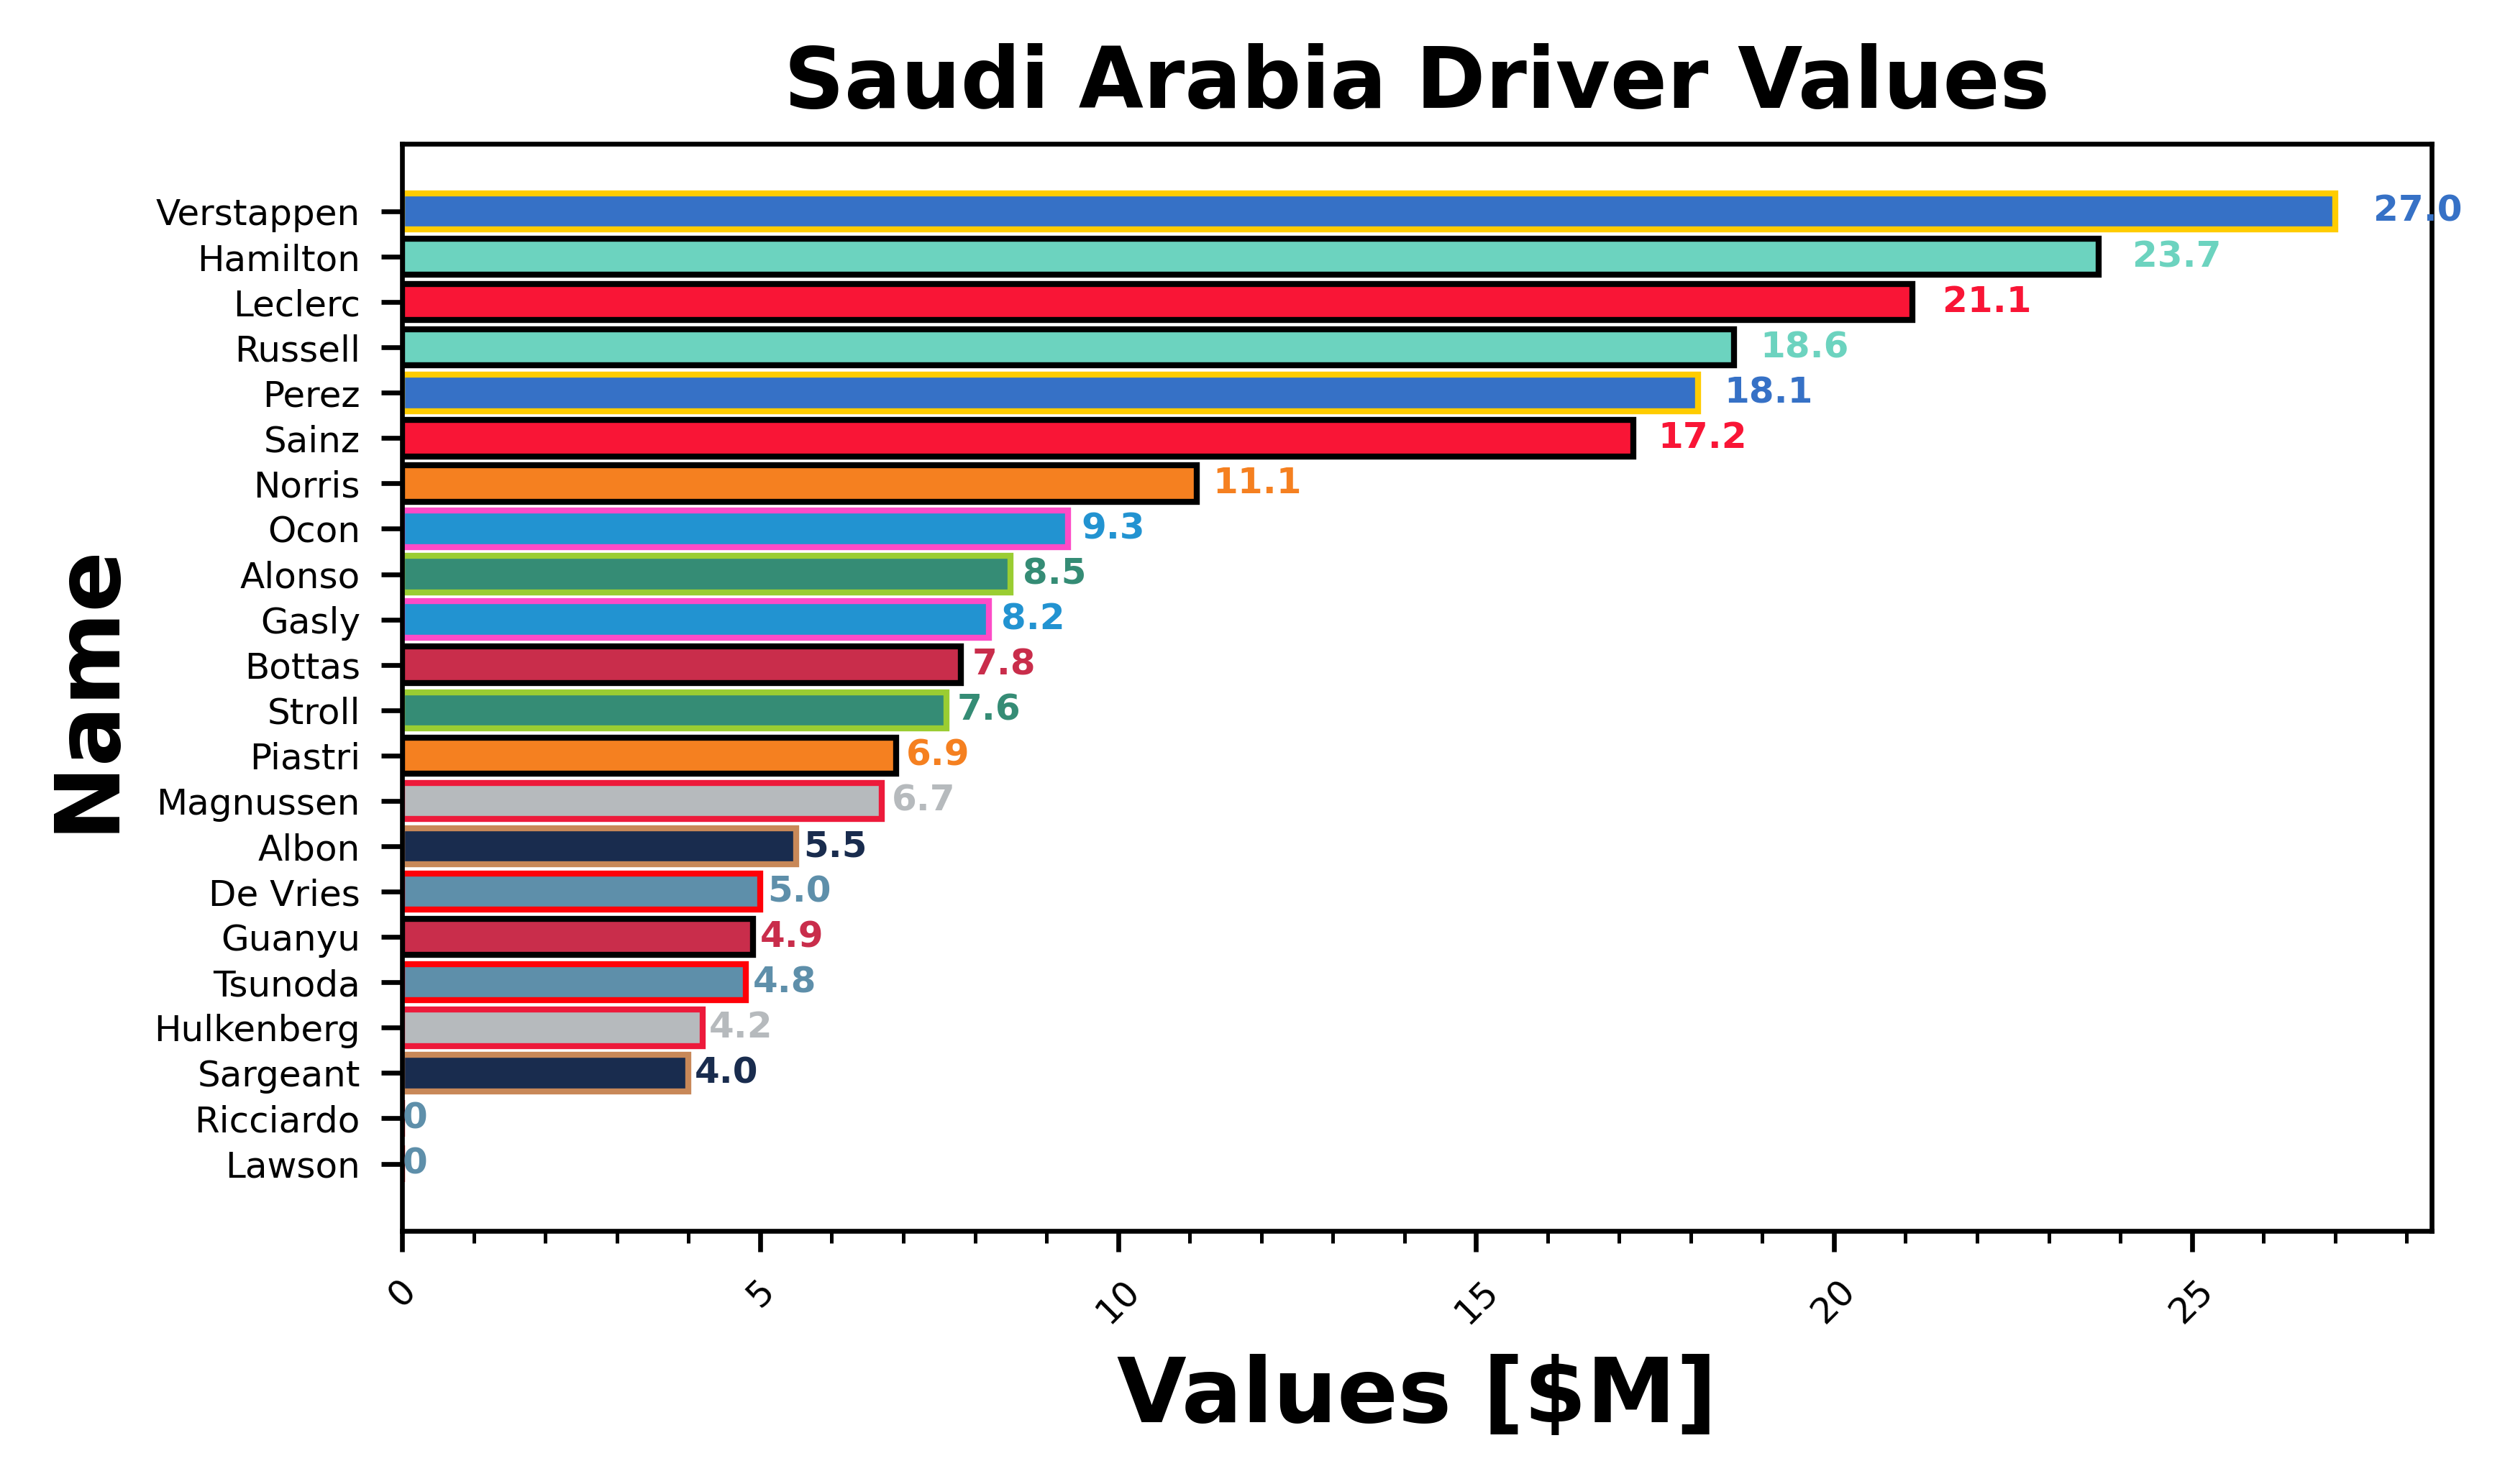 Saudi Arabia Driver Values
Name
Verstappen 27.0
Hamilton 23.7
Leclerc 21.1
Russell 18.6
Perez 18.1
Sainz 17.2
Norris 11.1
Ocon 9.3
Alonso 8.5
Gasly 8.2
Bottas 7.8
Stroll 7.6
Piastri 6.9
Magnussen 6.7
Albon 5.5
De Vries 5.0
Guanyu 4.9
Tsunoda 4.8
Hulkenberg 4.2
Sargeant 4.0
Ricciardo 0
Lawson 0
0 5 10 15 20 25
Values [$M]